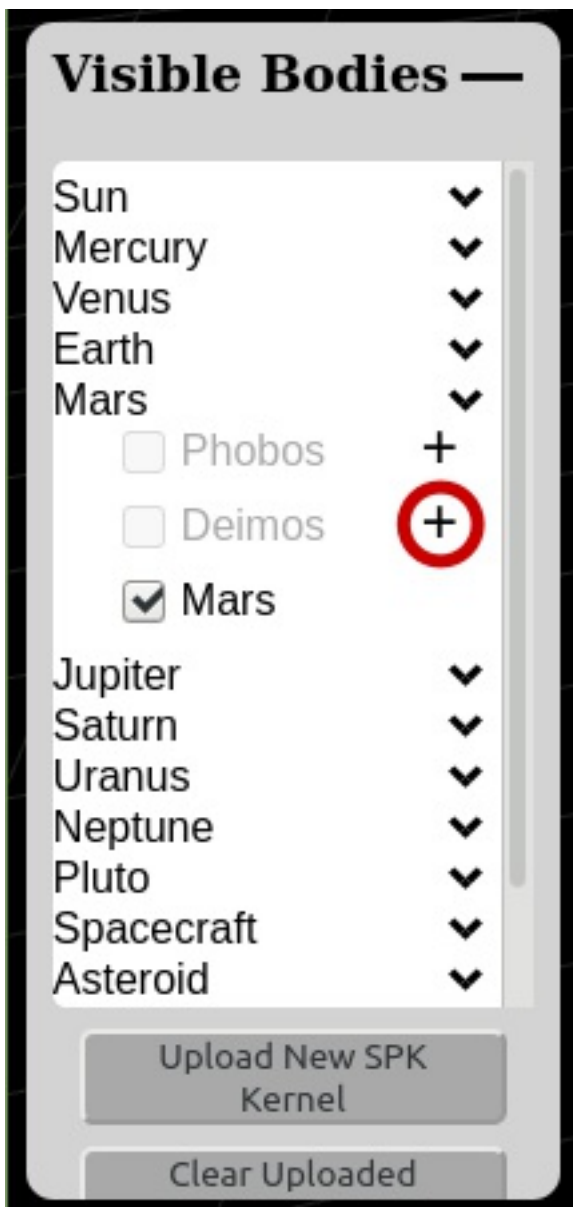 Visible Bodies
Sun
Mercury
Venus
Earth
Mars
Phobos +
Deimos +
Mars
Jupiter
Saturn
Uranus
Neptune
Pluto
Spacecraft
Asteroid
Upload New SPK
Kernel
Clear Uploaded